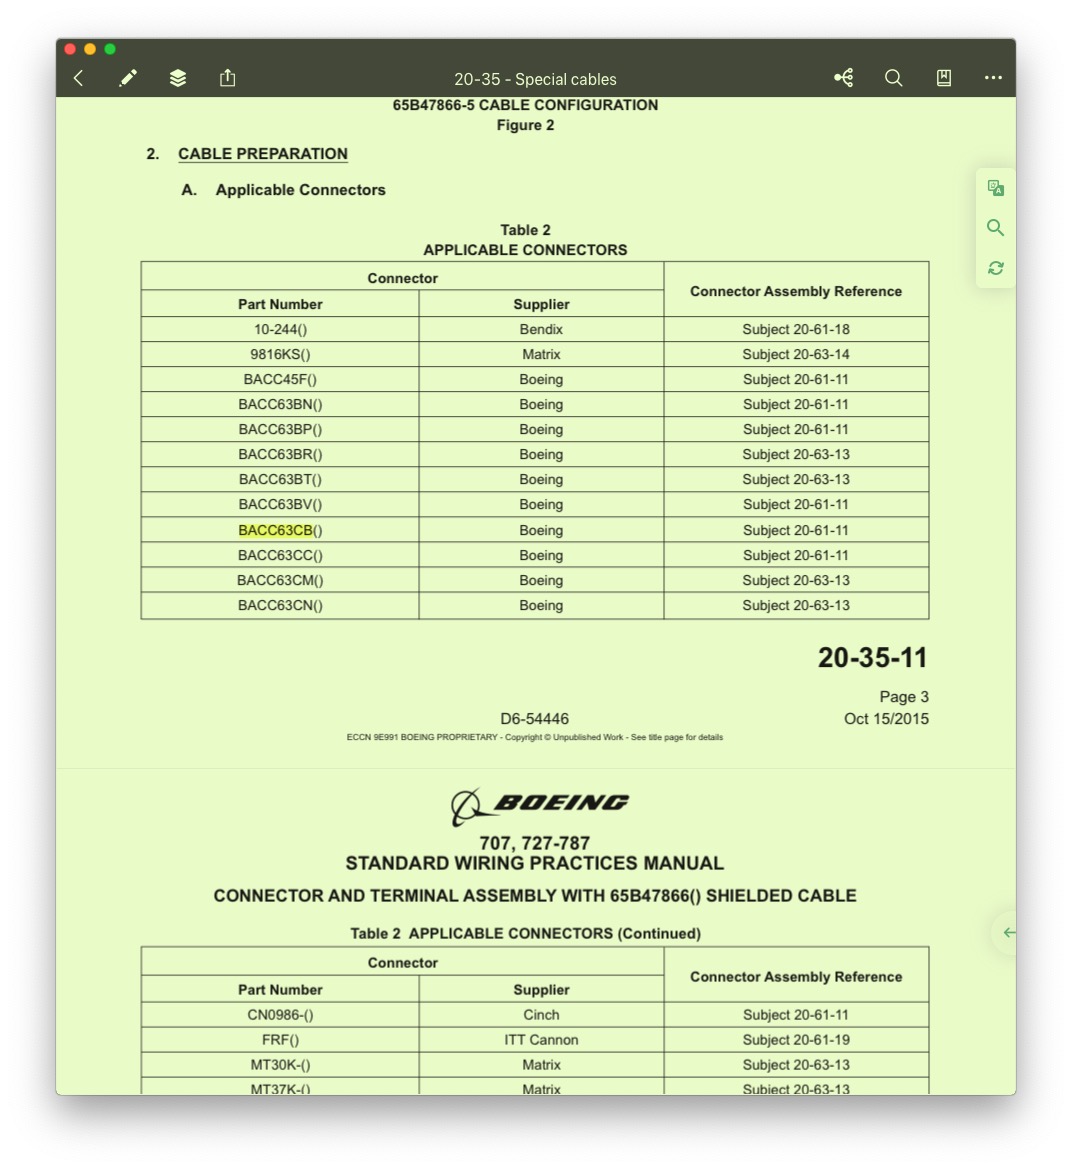 20-35 - Special cables
65B47866-5 CABLE CONFIGURATION
Figure 2
2. CABLE PREPARATION
A. Applicable Connectors
Table 2
APPLICABLE CONNECTORS
Connector
Connector Assembly Reference
Part Number Supplier
10-244() Bendix Subject 20-61-18
9816KS() Matrix Subject 20-63-14
BACC45F() Boeing Subject 20-61-11
BACC63BN() Boeing Subject 20-61-11
BACC63BP() Boeing Subject 20-61-11
BACC63BR() Boeing Subject 20-63-13
BACC63BT() Boeing Subject 20-63-13
BACC63BV() Boeing Subject 20-61-11
BACC63CB() Boeing Subject 20-61-11
BACC63CC() Boeing Subject 20-61-11
BACC63CM() Boeing Subject 20-63-13
BACC63CN() Boeing Subject 20-63-13
20-35-11
Page 3
D6-54446 Oct 15/2015
ECCN 9E991 BOEING PROPRIETARY - Copyright © Unpublished Work - See title page for details
BOEING
707, 727-787
STANDARD WIRING PRACTICES MANUAL
CONNECTOR AND TERMINAL ASSEMBLY WITH 65B47866() SHIELDED CABLE
Table 2 APPLICABLE CONNECTORS (Continued)
Connector
Connector Assembly Reference
Part Number Supplier
CN0986-() Cinch Subject 20-61-11
FRF() ITT Cannon Subject 20-61-19
MT30K-() Matrix Subject 20-63-13
MT37K-() Matrix Subject 20-63-13